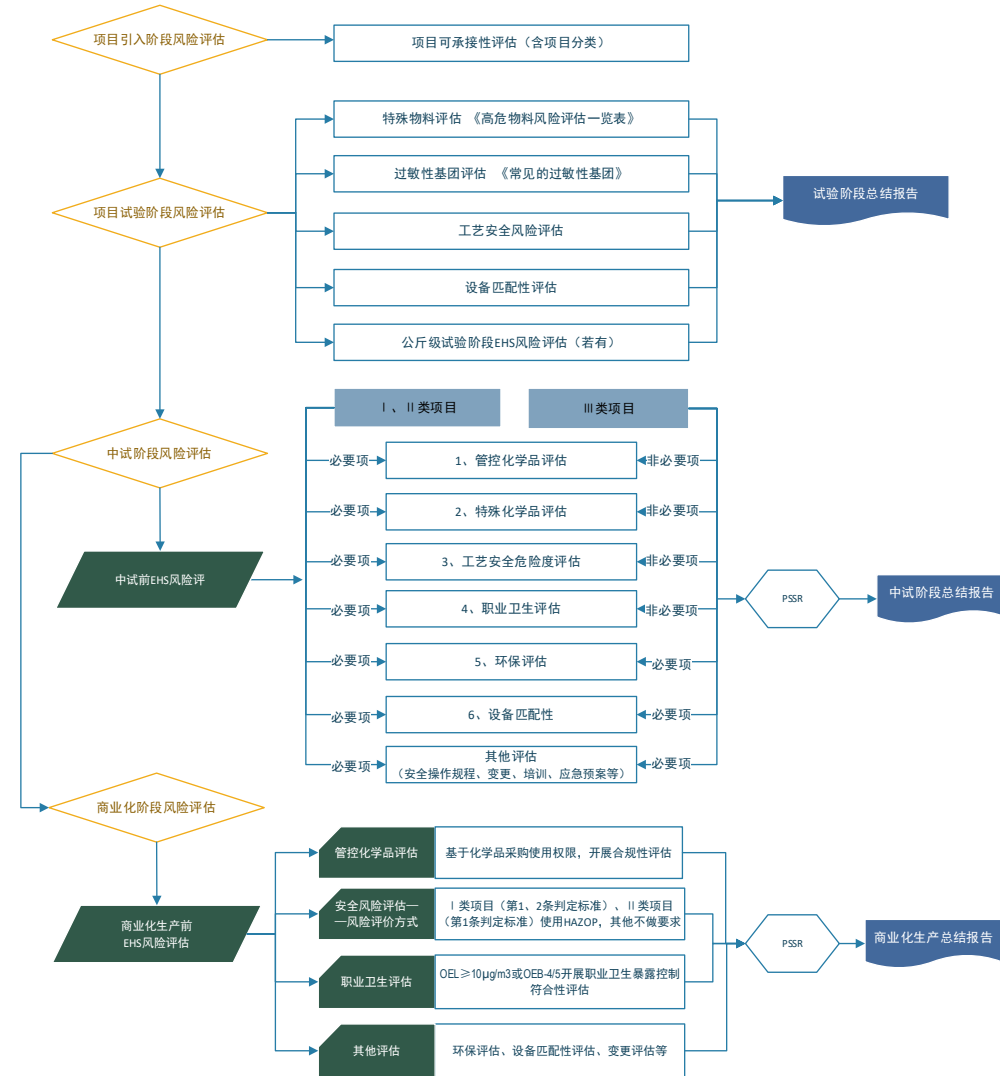 项目引入阶段风险评估
项目可承接性评估（含项目分类）
特殊物料评估 《高危物料风险评估一览表》
过敏性基团评估 《常见的过敏性基团》
试验阶段总结报告
项目试验阶段风险评估
工艺安全风险评估
设备匹配性评估
公斤级试验阶段EHS风险评估（若有）
Ⅰ、Ⅱ类项目
Ⅲ类项目
中试阶段风险评估
必要项
1、管控化学品评估
非必要项
必要项
2、特殊化学品评估
非必要项
必要项
3、工艺安全危险度评估
非必要项
中试前EHS风险评
必要项
4、职业卫生评估
非必要项
PSSR
中试阶段总结报告
必要项
5、环保评估
必要项
必要项
6、设备匹配性
必要项
必要项
其他评估
（安全操作规程、变更、培训、应急预案等）
必要项
商业化阶段风险评估
管控化学品评估
基于化学品采购使用权限，开展合规性评估
商业化生产前
EHS风险评估
安全风险评估—
—风险评价方式
Ⅰ类项目（第1、2条判定标准）、Ⅱ类项目
（第1条判定标准）使用HAZOP，其他不做要求
PSSR
商业化生产总结报告
职业卫生评估
OEL≥10μg/m3或OEB-4/5开展职业卫生暴露控制
符合性评估
其他评估
环保评估、设备匹配性评估、变更评估等